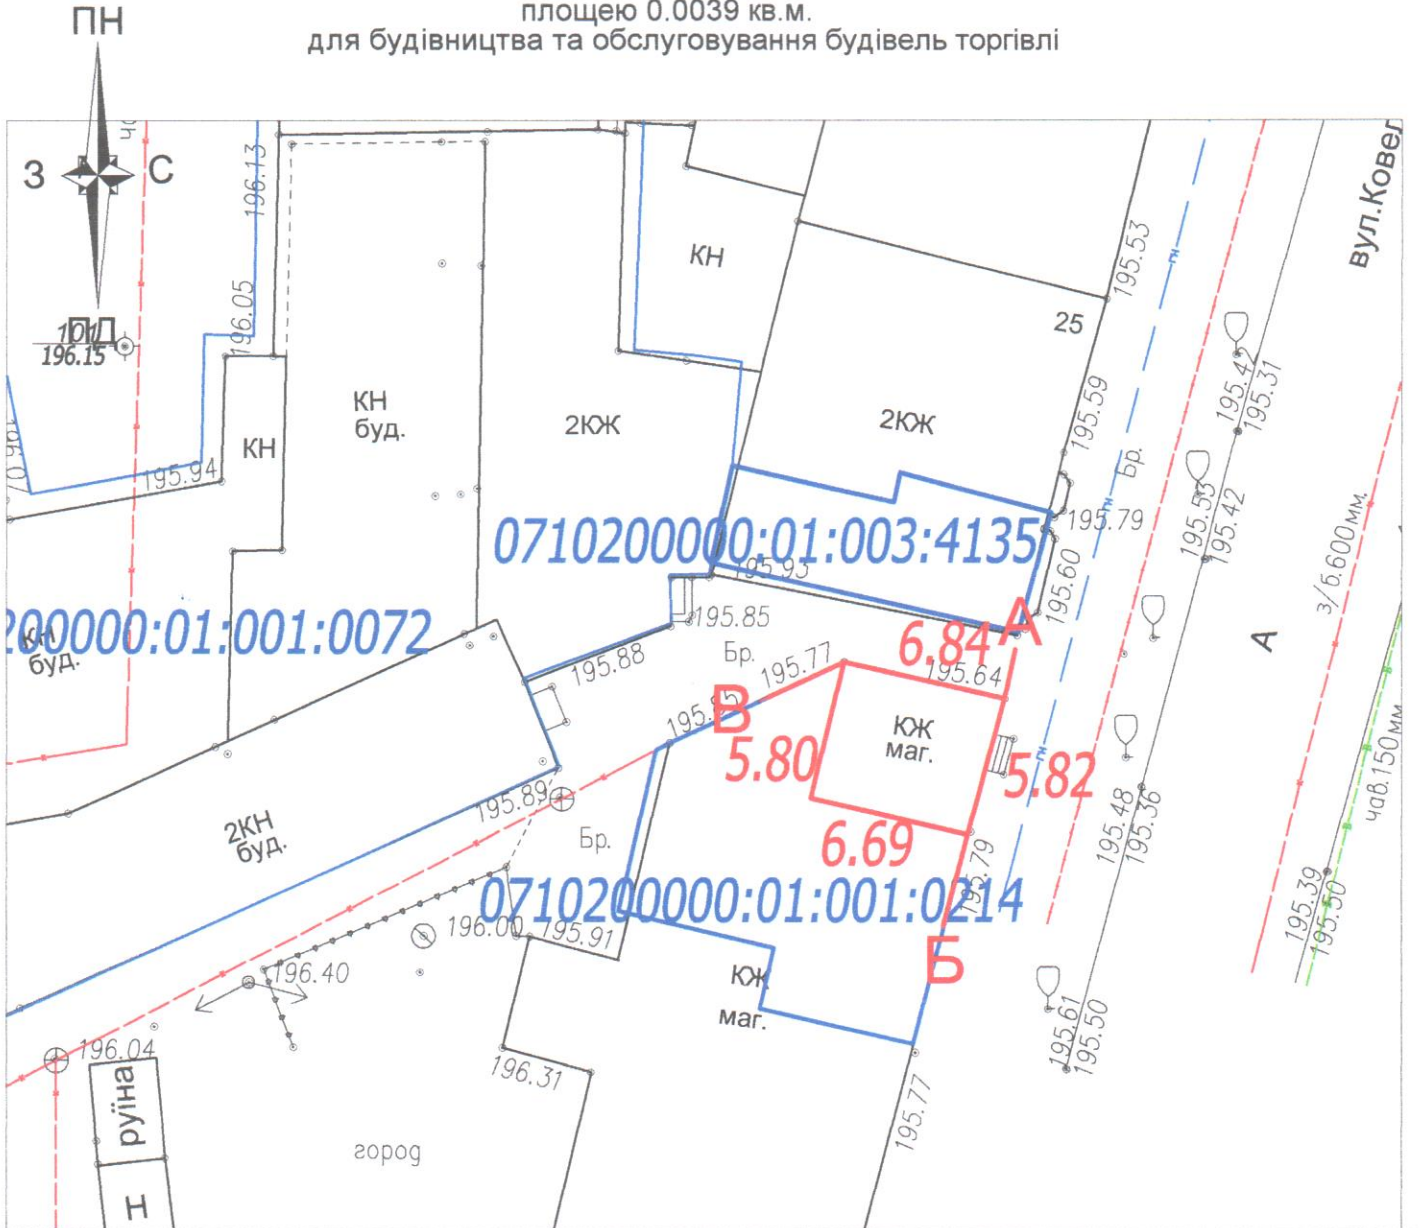 площею 0.0039 кв.м.
для будівництва та обслуговування будівель торгівлі
ПН
З
С
ПД
101
196.15
196.13
196.05
195.94
КН
КН
буд.
2КЖ
КН
25
2КЖ
195.53
195.59
Бр.
вул.Ковел
195.42
195.31
195.53
195.42
з/б.600мм.
0710200000:01:003:4135
195.79
195.93
195.60
200000:01:001:0072
КН
буд.
195.85
195.88
Бр.
195.77
6.84
А
195.64
А
В
5.80
КЖ
маг.
5.82
195.89
6.69
195.48
195.36
чав.150мм
2КН
буд.
Бр.
195.79
0710200000:01:001:0214
195.39
195.50
196.00
195.91
Б
196.40
КЖ
маг.
195.61
195.50
196.04
196.31
195.77
руїна
город
Н